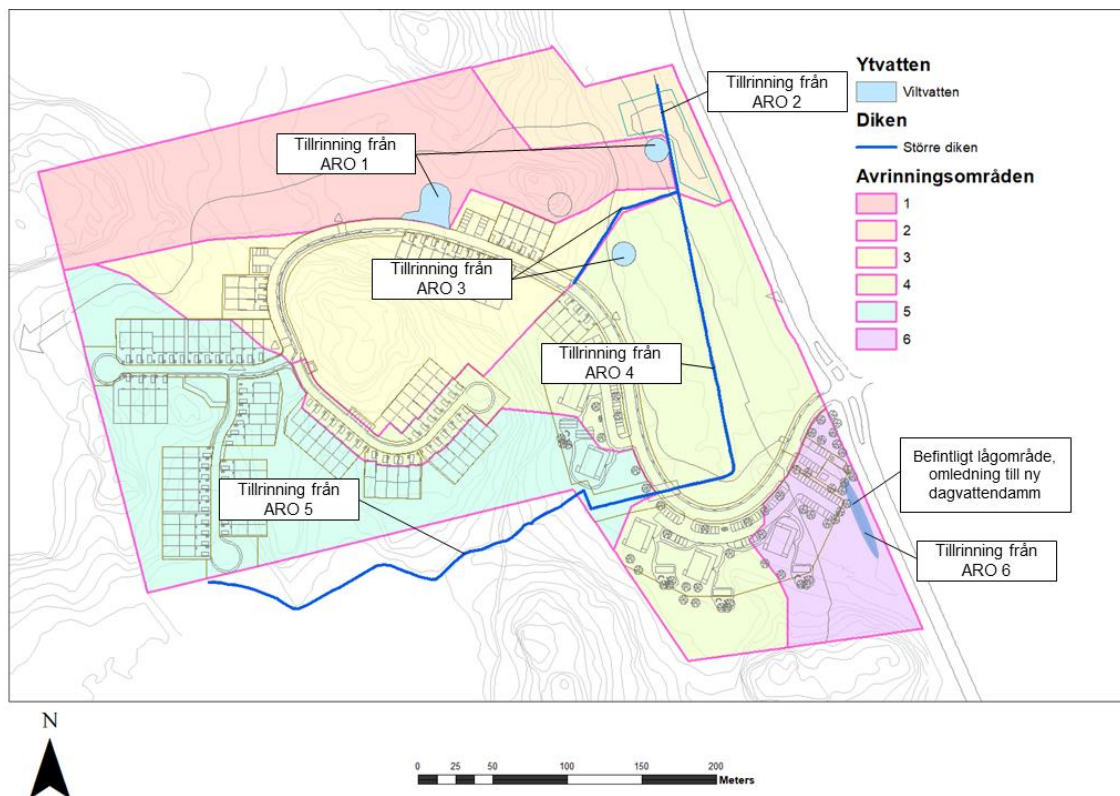 Tillrinning från
ARO 2
Tillrinning från
ARO 1
Tillrinning från
ARO 3
Tillrinning från
ARO 4
Tillrinning från
ARO 5
Befintligt lågområde,
omledning till ny
dagvattendamm
Tillrinning från
ARO 6
Ytvatten
Viltvatten
Diken
Större diken
Avrinningsområden
1
2
3
4
5
6
N
0 25 50 100 150 200
Meters